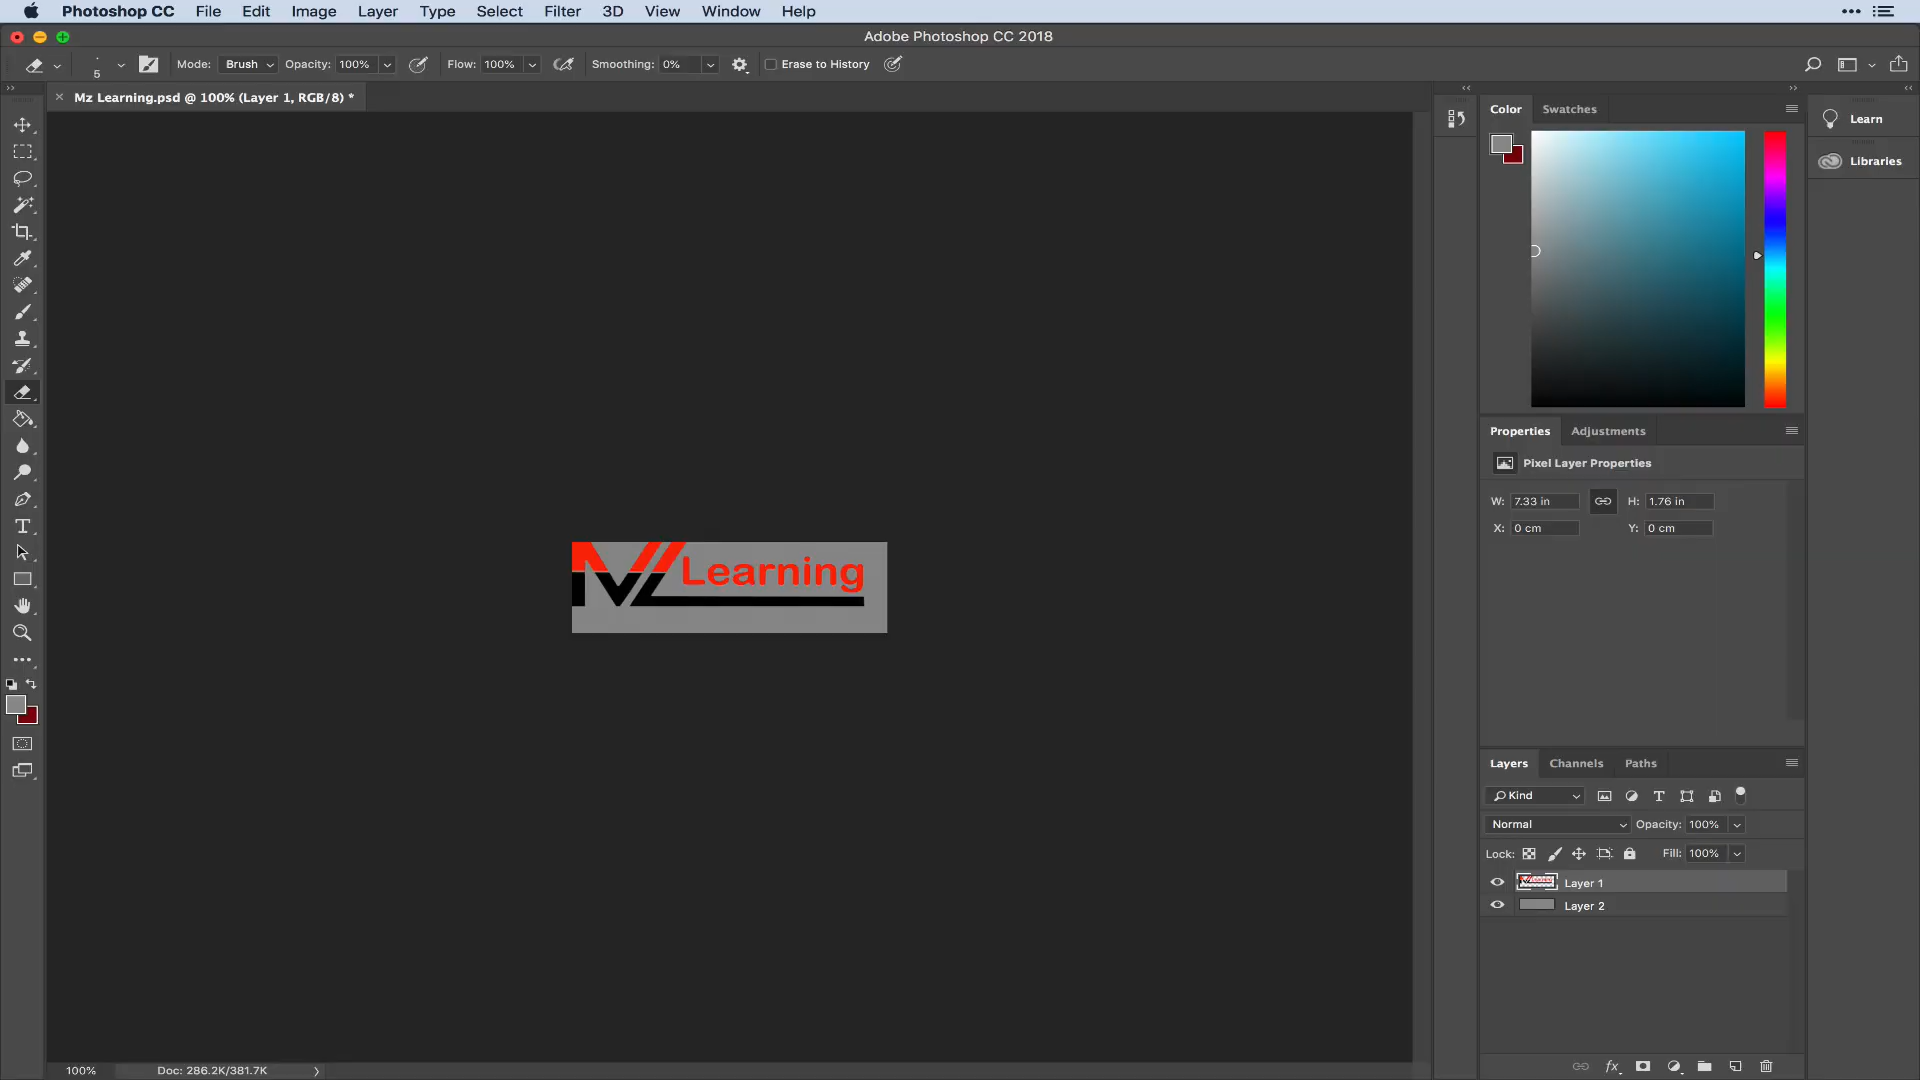 Photoshop CC File Edit Image Layer Type Select Filter 3D View Window Help
Adobe Photoshop CC 2018
5 Mode: Brush Opacity: 100% Flow: 100% Smoothing: 0% Erase to History
Mz Learning.psd @ 100% (Layer 1, RGB/8) *
Color Swatches
Learn
Libraries
Properties Adjustments
Pixel Layer Properties
W: 7.33 in H: 1.76 in
X: 0 cm Y: 0 cm
MZ Learning
Layers Channels Paths
Kind
Normal Opacity: 100%
Lock: Fill: 100%
Layer 1
Layer 2
100% Doc: 286.2K/381.7K